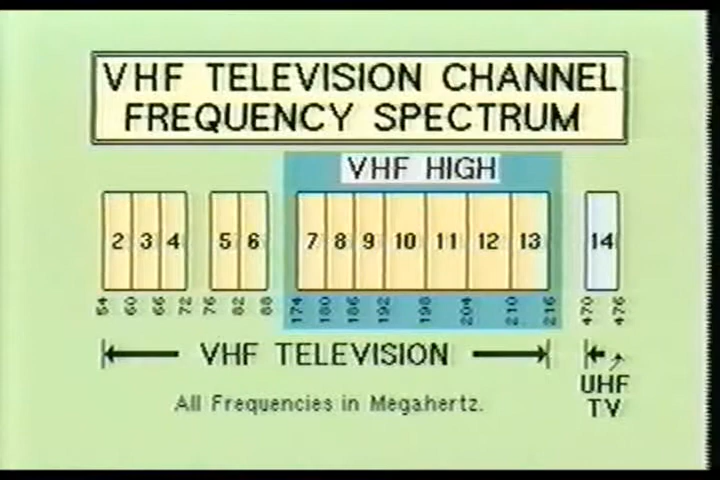 VHF TELEVISION CHANNEL
FREQUENCY SPECTRUM
VHF HIGH
2 3 4 5 6 7 8 9 10 11 12 13 14
54 60 66 72 76 82 88 174 180 186 192 198 204 210 216 470 476
VHF TELEVISION
UHF
TV
All Frequencies in Megahertz.